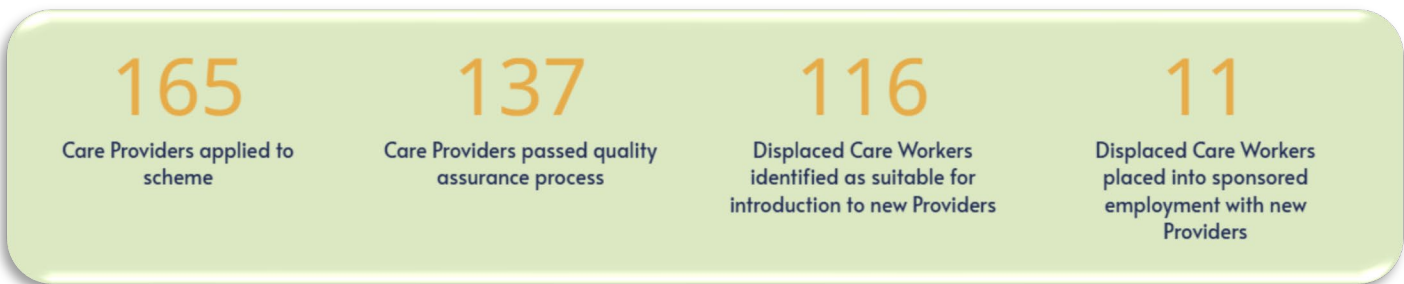 165
Care Providers applied to
scheme
137
Care Providers passed quality
assurance process
116
Displaced Care Workers
identified as suitable for
introduction to new Providers
11
Displaced Care Workers
placed into sponsored
employment with new
Providers